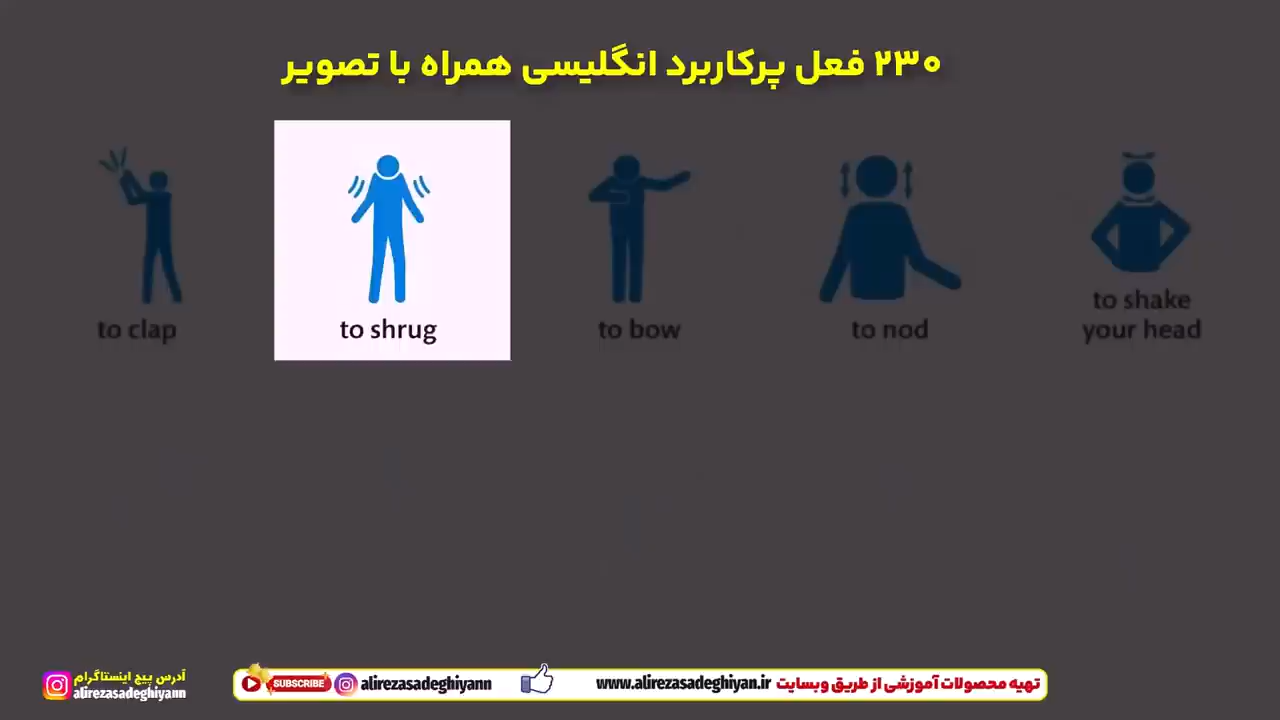 ۲۳۰ فعل پرکاربرد انگلیسی همراه با تصویر
to clap
to shrug
to bow
to nod
to shake
your head
آدرس پیج اینستاگرام
alirezasadeghiyann
SUBSCRIBE
alirezasadeghiyann
تهیه محصولات آموزشی از طریق وبسایت www.alirezasadeghiyan.ir